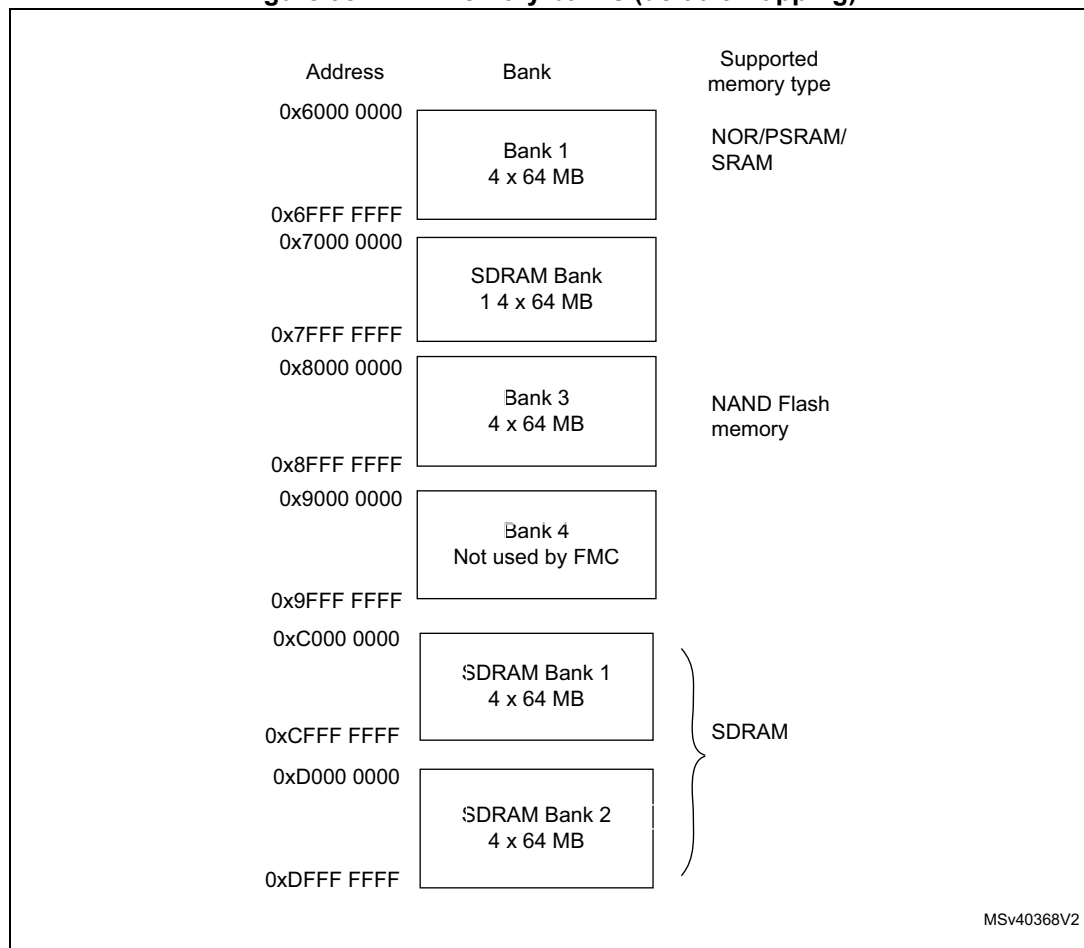 Address
Bank
Supported
memory type
0x6000 0000
Bank 1
4 x 64 MB
NOR/PSRAM/
SRAM
0x6FFF FFFF
0x7000 0000
SDRAM Bank
1 4 x 64 MB
0x7FFF FFFF
0x8000 0000
Bank 3
4 x 64 MB
NAND Flash
memory
0x8FFF FFFF
0x9000 0000
Bank 4
Not used by FMC
0x9FFF FFFF
0xC000 0000
SDRAM Bank 1
4 x 64 MB
0xCFFF FFFF
SDRAM
0xD000 0000
SDRAM Bank 2
4 x 64 MB
0xDFFF FFFF
MSv40368V2